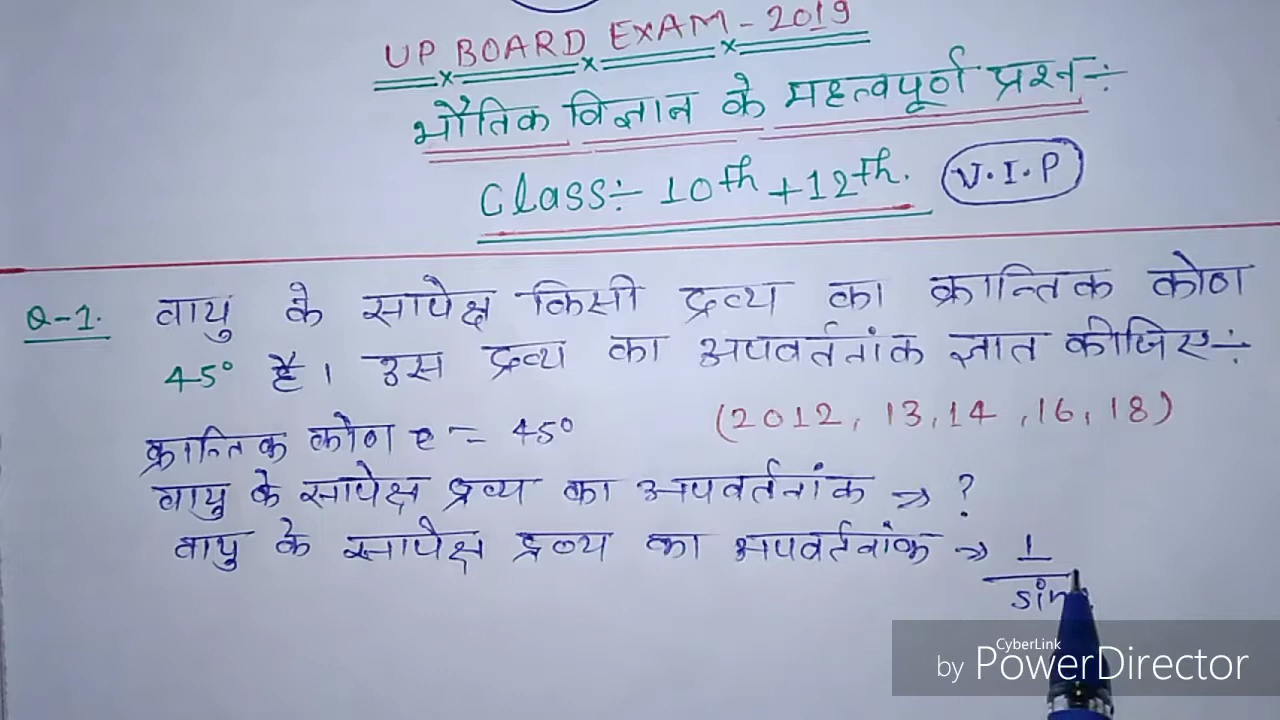 UP BOARD EXAM - 2019
भौतिक विज्ञान के महत्वपूर्ण प्रश्न ÷
Class ÷ 10th + 12th. V.I.P
Q-1. वायु के सापेक्ष किसी द्रव्य का क्रान्तिक कोण
45° है। उस द्रव्य का अपवर्तनांक ज्ञात कीजिए ÷
(2012, 13, 14, 16, 18)
क्रान्तिक कोण c = 45°
वायु के सापेक्ष द्रव्य का अपवर्तनांक → ?
वायु के सापेक्ष द्रव्य का अपवर्तनांक → 1
sin
CyberLink
by PowerDirector